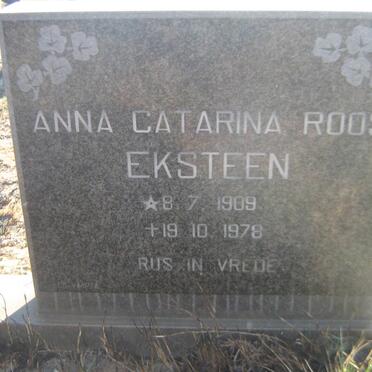 ANNA CATARINA ROOS
EKSTEEN
*8.7.1909
+19.10.1978
RUS IN VREDE